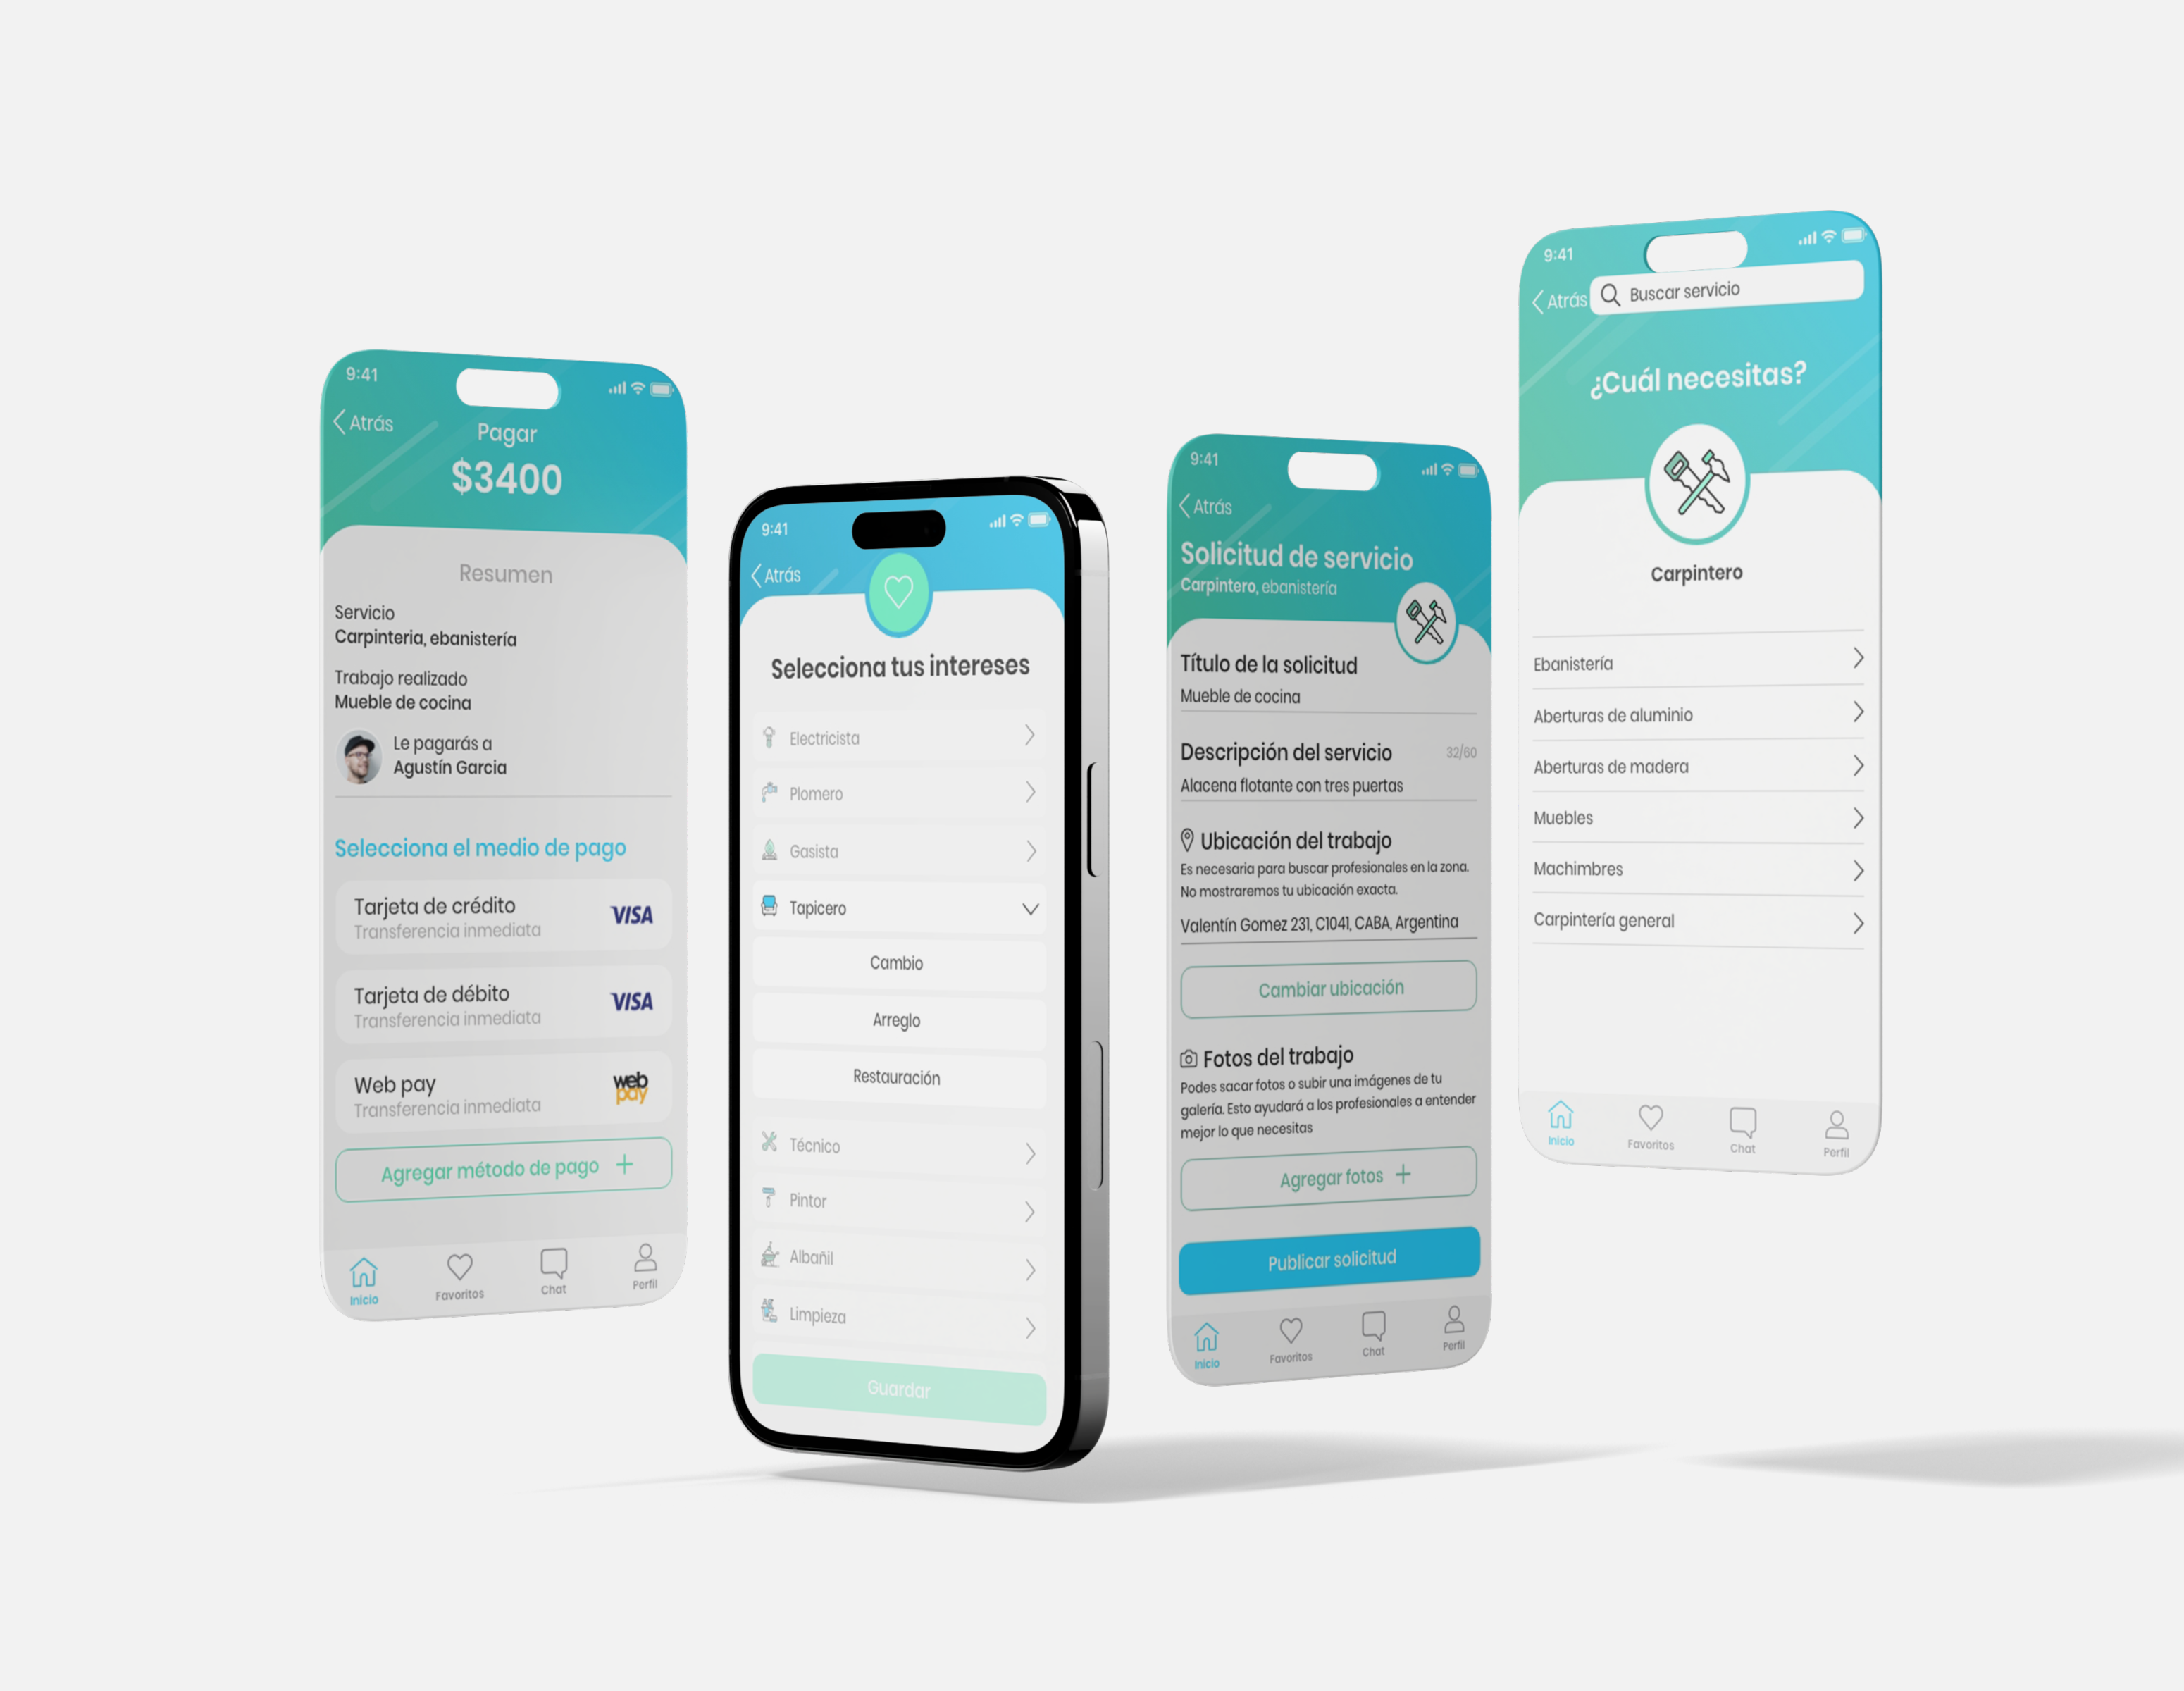 9:41
Atrás
Pagar
$3400
Resumen
Servicio
Carpinteria, ebanistería
Trabajo realizado
Mueble de cocina
Le pagarás a
Agustín Garcia
Selecciona el medio de pago
Tarjeta de crédito
Transferencia inmediata
VISA
Tarjeta de débito
Transferencia inmediata
VISA
Web pay
Transferencia inmediata
web
pay
Agregar método de pago +
Inicio
Favoritos
Chat
Perfil
9:41
Atrás
Selecciona tus intereses
Electricista
Plomero
Gasista
Tapicero
Cambio
Arreglo
Restauración
Técnico
Pintor
Albañil
Limpieza
Guardar
9:41
Atrás
Solicitud de servicio
Carpintero, ebanistería
Título de la solicitud
Mueble de cocina
Descripción del servicio 32/60
Alacena flotante con tres puertas
Ubicación del trabajo
Es necesaria para buscar profesionales en la zona.
No mostraremos tu ubicación exacta.
Valentín Gomez 231, C1041, CABA, Argentina
Cambiar ubicación
Fotos del trabajo
Podes sacar fotos o subir una imágenes de tu
galería. Esto ayudará a los profesionales a entender
mejor lo que necesitas
Agregar fotos +
Publicar solicitud
Inicio
Favoritos
Chat
Perfil
9:41
Atrás
Buscar servicio
¿Cuál necesitas?
Carpintero
Ebanistería
Aberturas de aluminio
Aberturas de madera
Muebles
Machimbres
Carpintería general
Inicio
Favoritos
Chat
Perfil